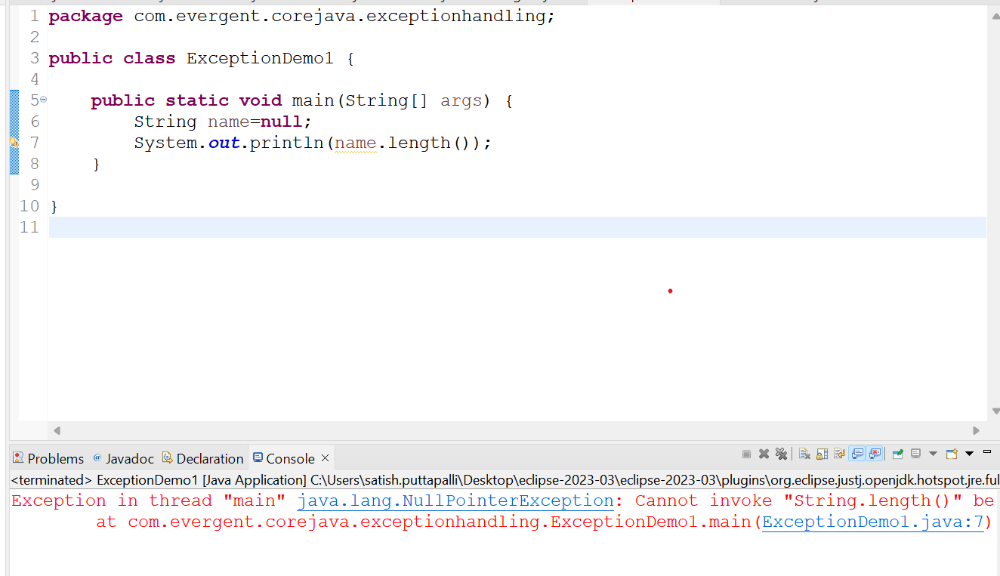 1 package com.evergent.corejava.exceptionhandling;
2
3 public class ExceptionDemo1 {
4
5 public static void main(String[] args) {
6 String name=null;
7 System.out.println(name.length());
8 }
9
10 }
11
Problems @ Javadoc Declaration Console
<terminated> ExceptionDemo1 [Java Application] C:\Users\satish.puttapalli\Desktop\eclipse-2023-03\eclipse-2023-03\plugins\org.eclipse.justj.openjdk.hotspot.jre.ful
Exception in thread "main" java.lang.NullPointerException: Cannot invoke "String.length()" be
at com.evergent.corejava.exceptionhandling.ExceptionDemo1.main(ExceptionDemo1.java:7)